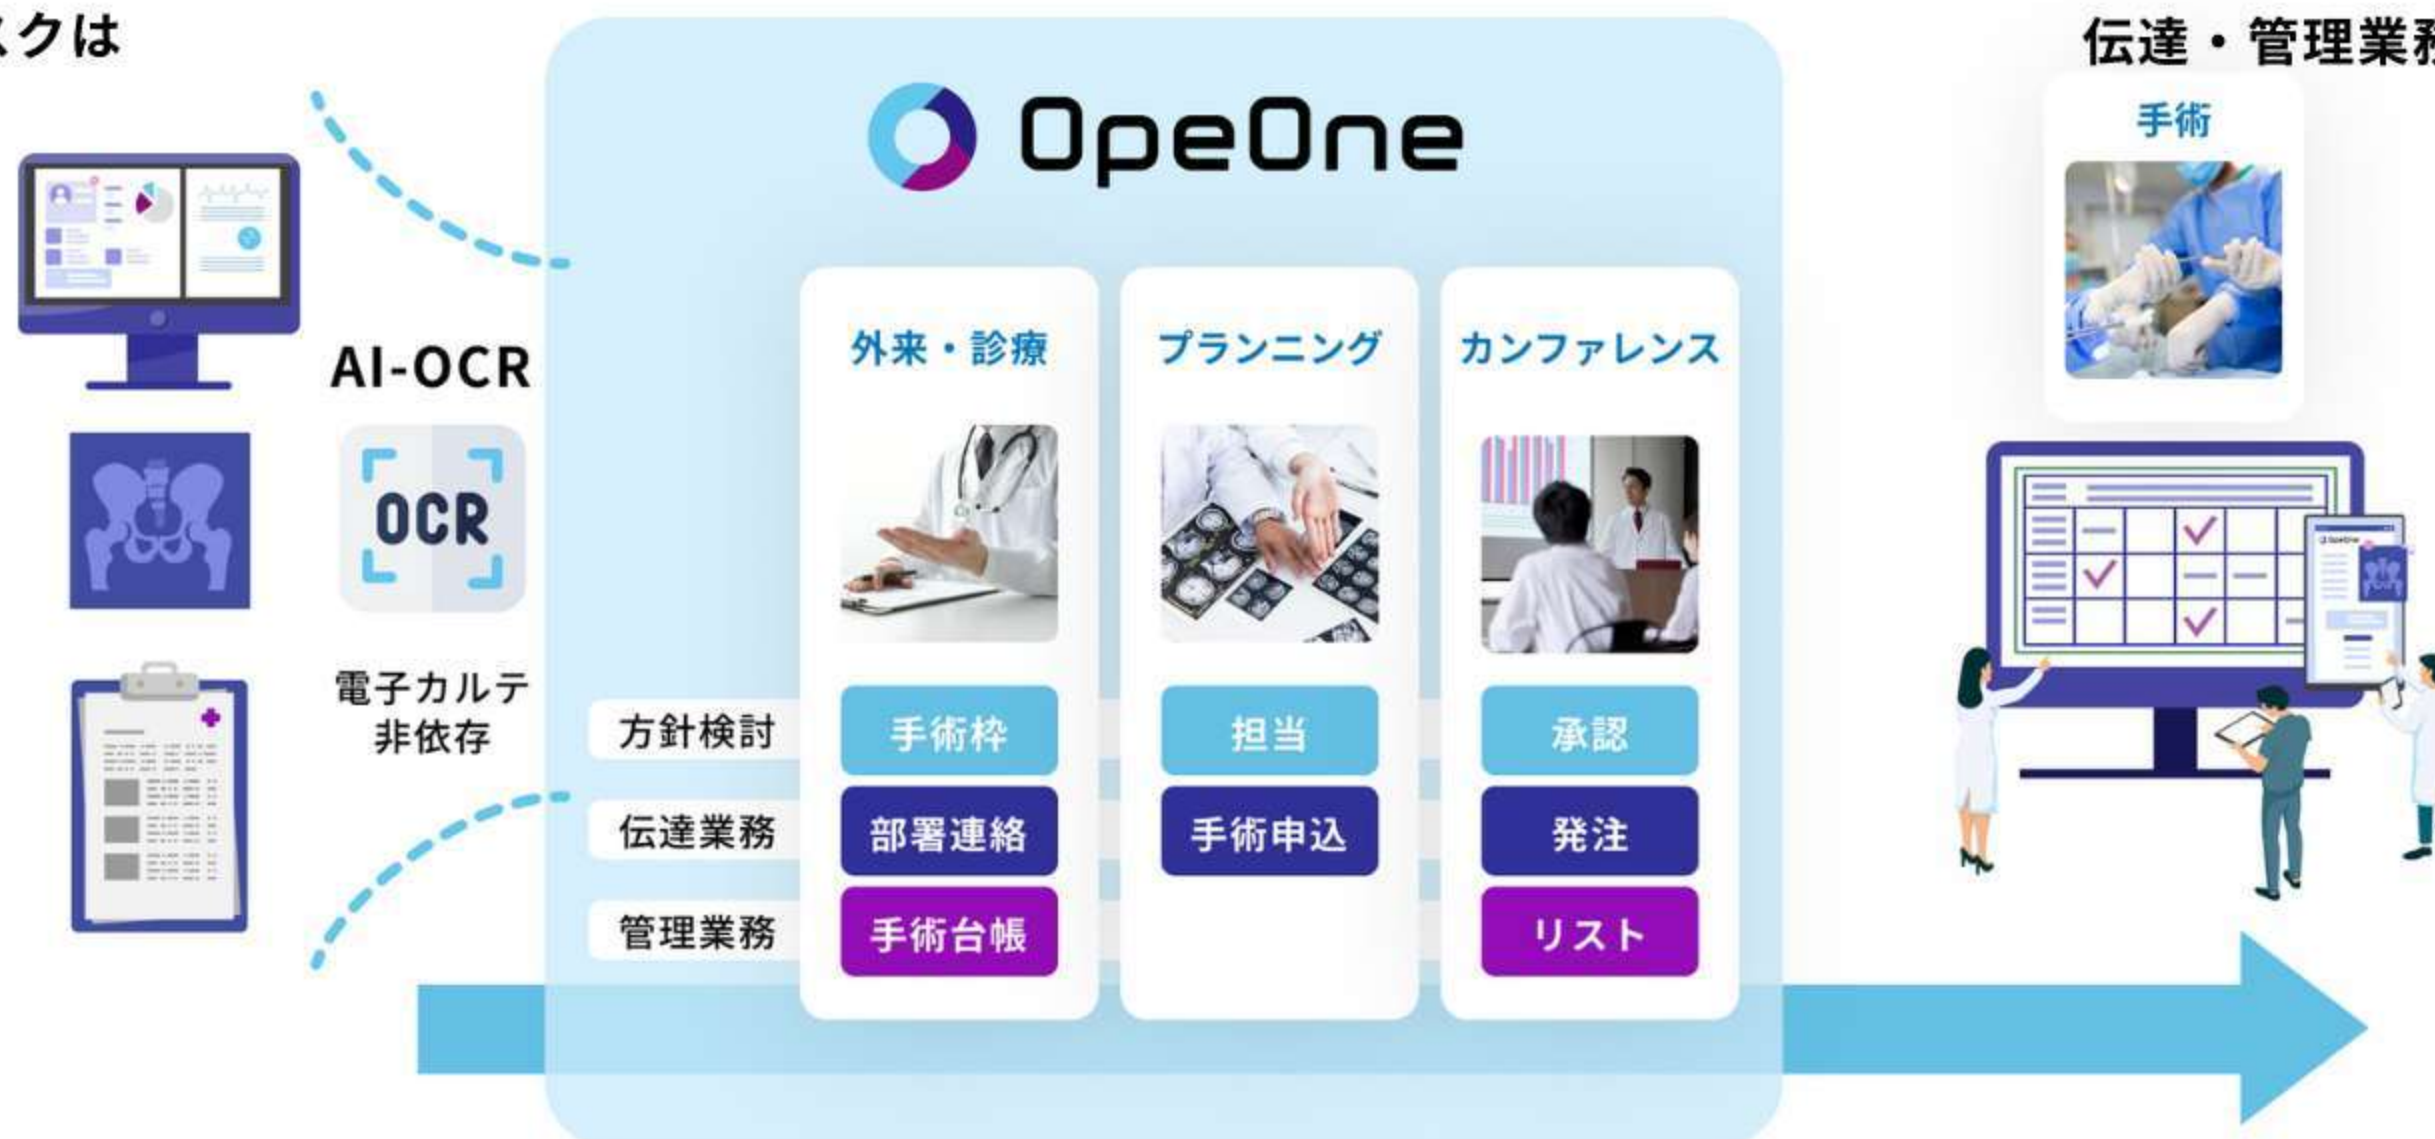 スクは
伝達・管理業務
OpeOne
手術
AI-OCR
OCR
電子カルテ
非依存
外来・診療
プランニング
カンファレンス
方針検討
手術枠
担当
承認
伝達業務
部署連絡
手術申込
発注
管理業務
手術台帳
リスト
OpeOne